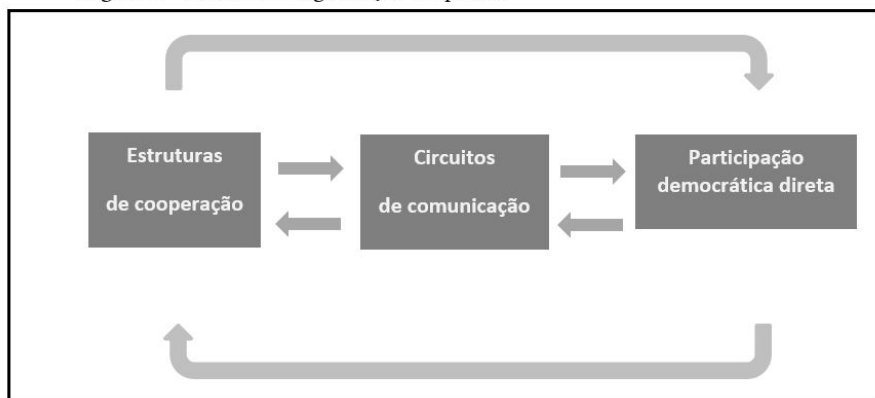 Estruturas
de cooperação
Circuitos
de comunicação
Participação
democrática direta